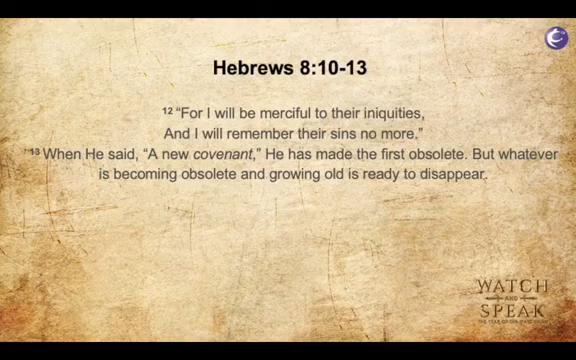 Hebrews 8:10-13
12 “For I will be merciful to their iniquities,
And I will remember their sins no more.”
13 When He said, “A new covenant,” He has made the first obsolete. But whatever
is becoming obsolete and growing old is ready to disappear.
WATCH
AND
SPEAK